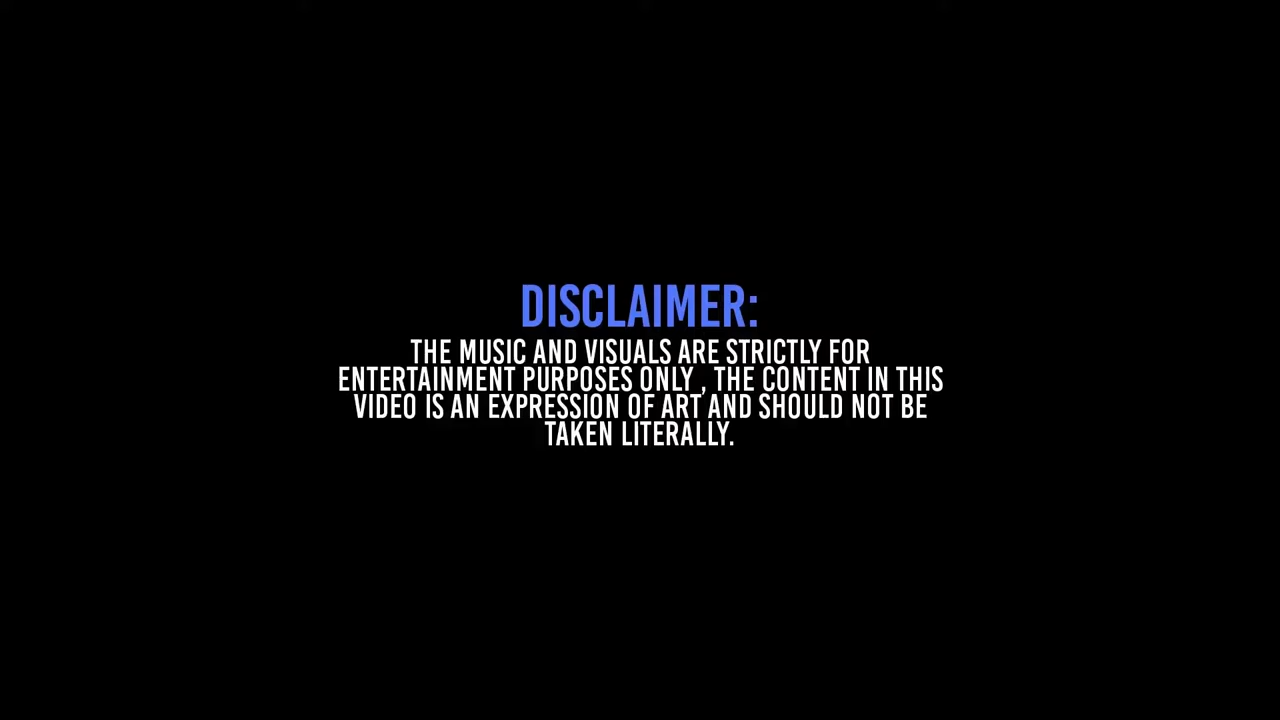 DISCLAIMER:
THE MUSIC AND VISUALS ARE STRICTLY FOR
ENTERTAINMENT PURPOSES ONLY , THE CONTENT IN THIS
VIDEO IS AN EXPRESSION OF ART AND SHOULD NOT BE
TAKEN LITERALLY.